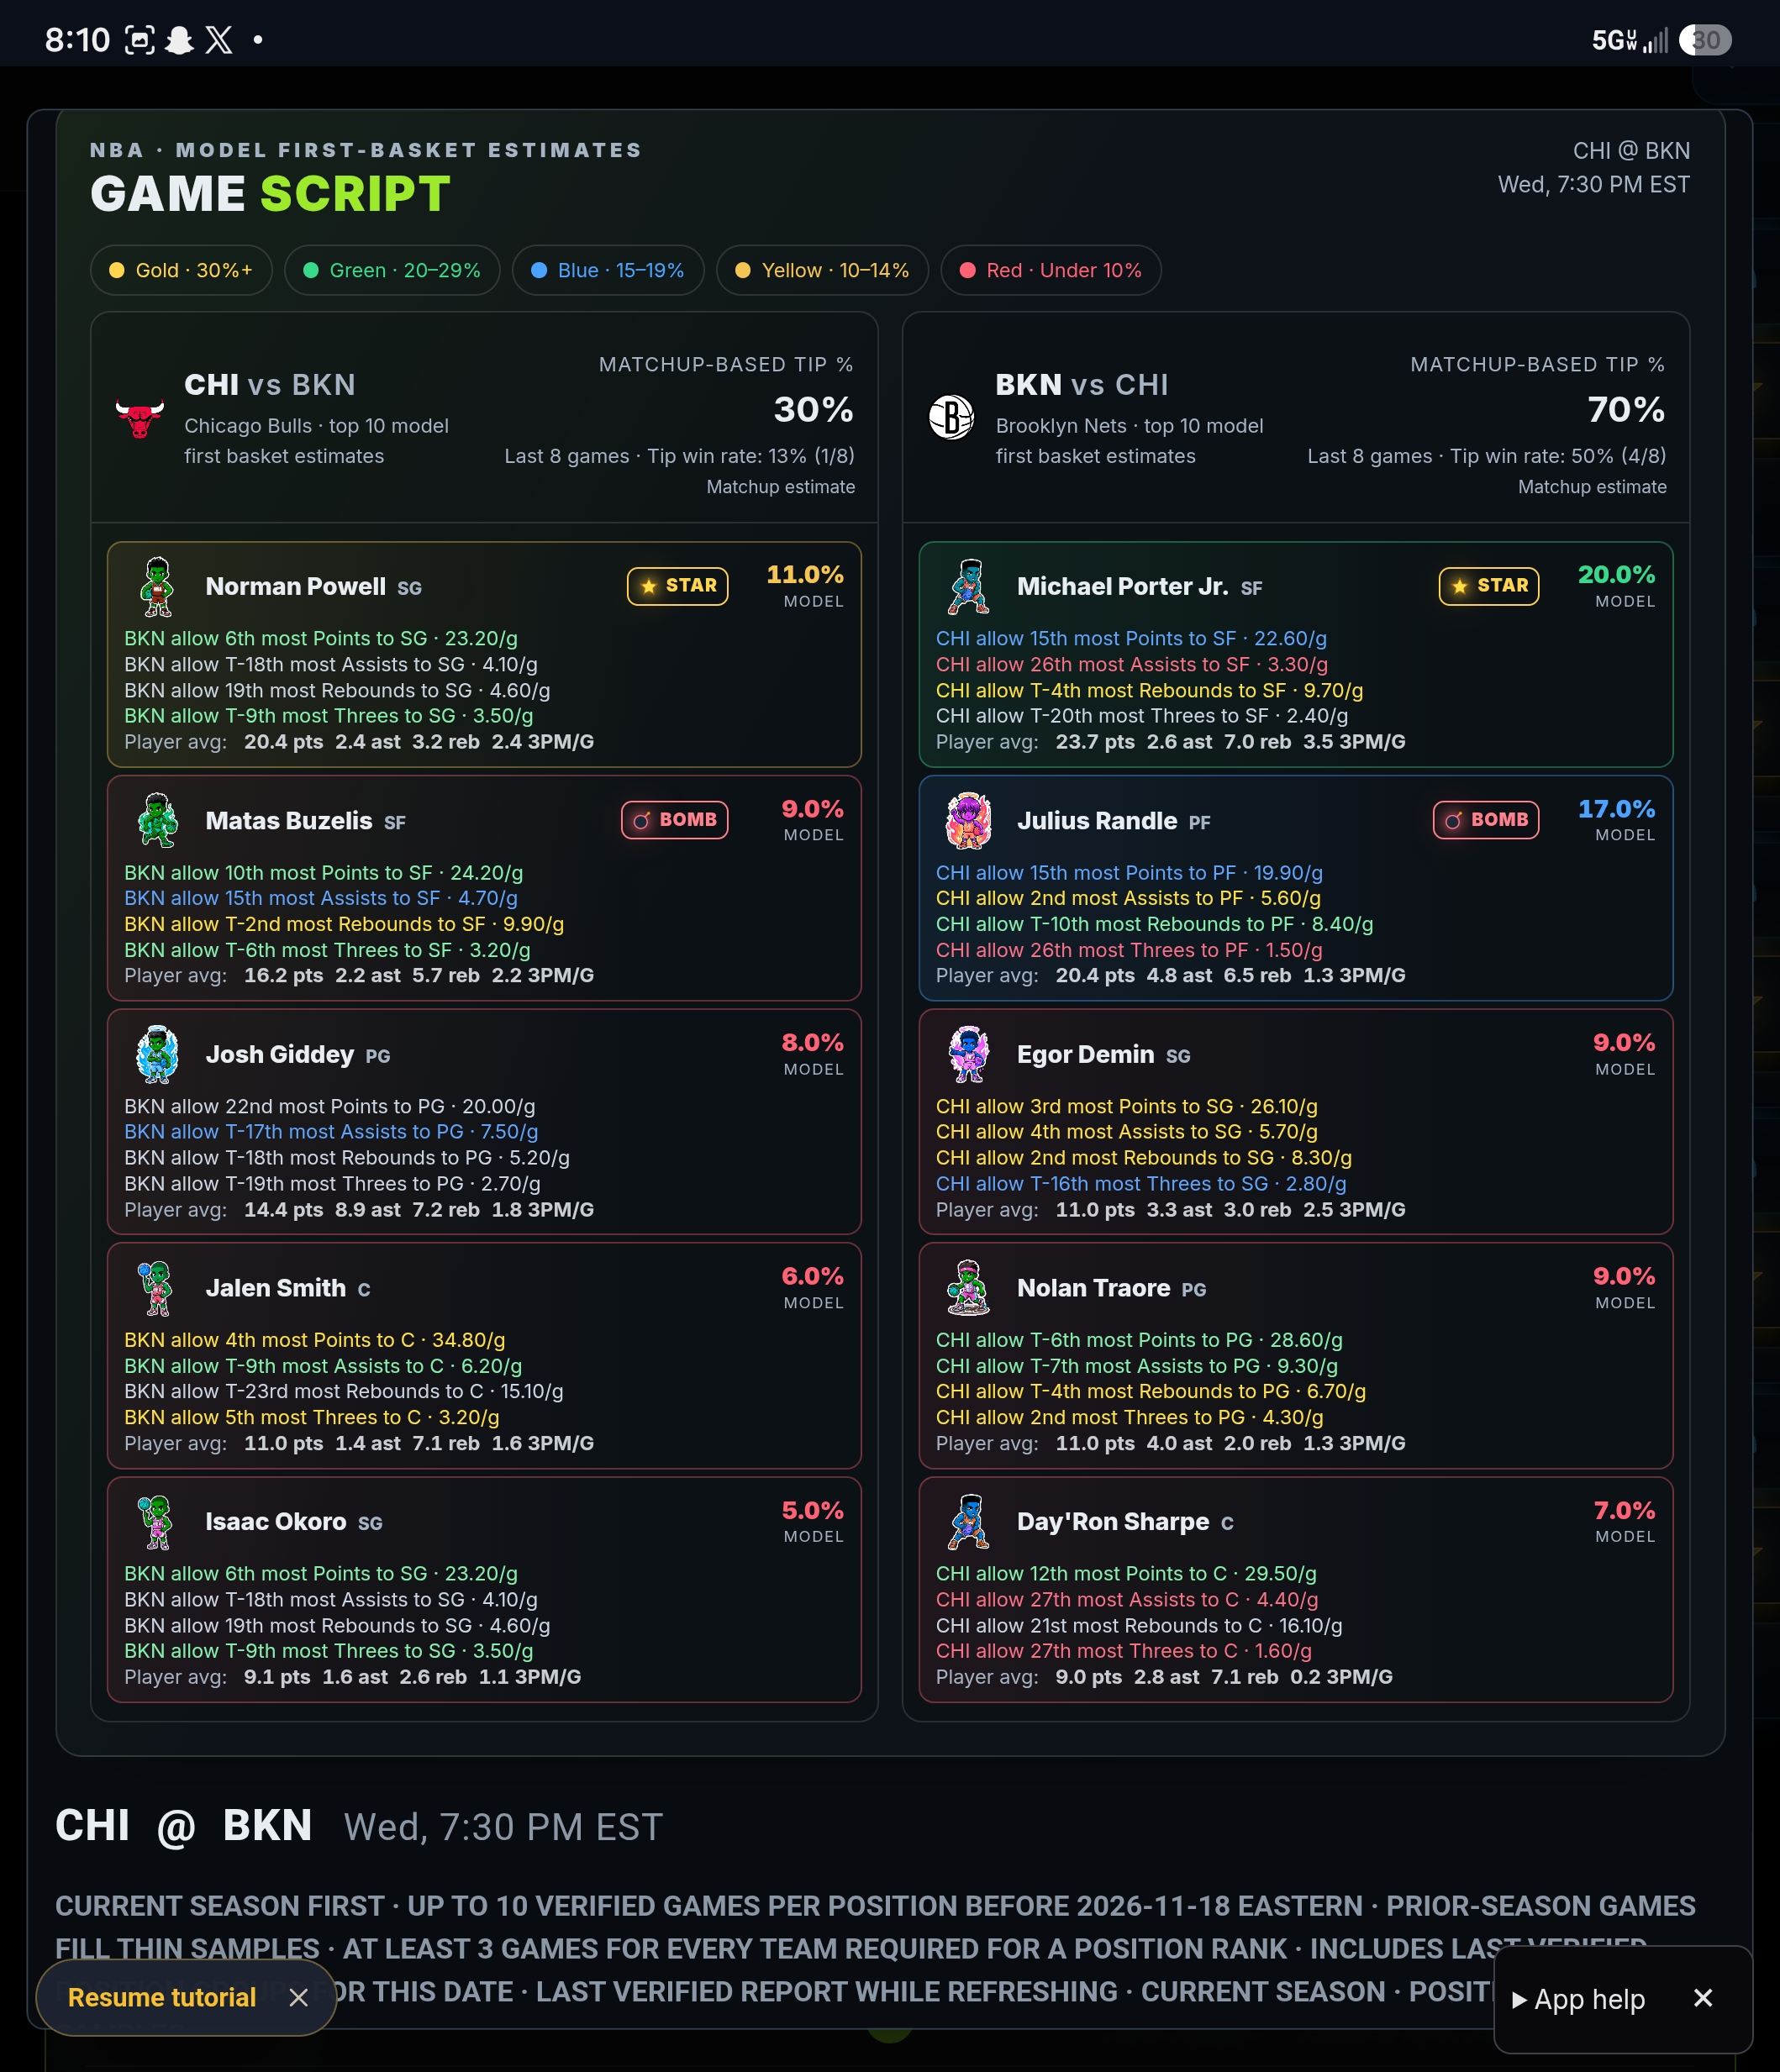 8:10
5G UW
30
NBA · MODEL FIRST-BASKET ESTIMATES
GAME SCRIPT
CHI @ BKN
Wed, 7:30 PM EST
Gold · 30%+
Green · 20–29%
Blue · 15–19%
Yellow · 10–14%
Red · Under 10%
CHI vs BKN
Chicago Bulls · top 10 model
first basket estimates
MATCHUP-BASED TIP %
30%
Last 8 games · Tip win rate: 13% (1/8)
Matchup estimate
Norman Powell SG
STAR
11.0%
MODEL
BKN allow 6th most Points to SG · 23.20/g
BKN allow T-18th most Assists to SG · 4.10/g
BKN allow 19th most Rebounds to SG · 4.60/g
BKN allow T-9th most Threes to SG · 3.50/g
Player avg: 20.4 pts 2.4 ast 3.2 reb 2.4 3PM/G
Matas Buzelis SF
BOMB
9.0%
MODEL
BKN allow 10th most Points to SF · 24.20/g
BKN allow 15th most Assists to SF · 4.70/g
BKN allow T-2nd most Rebounds to SF · 9.90/g
BKN allow T-6th most Threes to SF · 3.20/g
Player avg: 16.2 pts 2.2 ast 5.7 reb 2.2 3PM/G
Josh Giddey PG
8.0%
MODEL
BKN allow 22nd most Points to PG · 20.00/g
BKN allow T-17th most Assists to PG · 7.50/g
BKN allow T-18th most Rebounds to PG · 5.20/g
BKN allow T-19th most Threes to PG · 2.70/g
Player avg: 14.4 pts 8.9 ast 7.2 reb 1.8 3PM/G
Jalen Smith C
6.0%
MODEL
BKN allow 4th most Points to C · 34.80/g
BKN allow T-9th most Assists to C · 6.20/g
BKN allow T-23rd most Rebounds to C · 15.10/g
BKN allow 5th most Threes to C · 3.20/g
Player avg: 11.0 pts 1.4 ast 7.1 reb 1.6 3PM/G
Isaac Okoro SG
5.0%
MODEL
BKN allow 6th most Points to SG · 23.20/g
BKN allow T-18th most Assists to SG · 4.10/g
BKN allow 19th most Rebounds to SG · 4.60/g
BKN allow T-9th most Threes to SG · 3.50/g
Player avg: 9.1 pts 1.6 ast 2.6 reb 1.1 3PM/G
BKN vs CHI
Brooklyn Nets · top 10 model
first basket estimates
MATCHUP-BASED TIP %
70%
Last 8 games · Tip win rate: 50% (4/8)
Matchup estimate
Michael Porter Jr. SF
STAR
20.0%
MODEL
CHI allow 15th most Points to SF · 22.60/g
CHI allow 26th most Assists to SF · 3.30/g
CHI allow T-4th most Rebounds to SF · 9.70/g
CHI allow T-20th most Threes to SF · 2.40/g
Player avg: 23.7 pts 2.6 ast 7.0 reb 3.5 3PM/G
Julius Randle PF
BOMB
17.0%
MODEL
CHI allow 15th most Points to PF · 19.90/g
CHI allow 2nd most Assists to PF · 5.60/g
CHI allow T-10th most Rebounds to PF · 8.40/g
CHI allow 26th most Threes to PF · 1.50/g
Player avg: 20.4 pts 4.8 ast 6.5 reb 1.3 3PM/G
Egor Demin SG
9.0%
MODEL
CHI allow 3rd most Points to SG · 26.10/g
CHI allow 4th most Assists to SG · 5.70/g
CHI allow 2nd most Rebounds to SG · 8.30/g
CHI allow T-16th most Threes to SG · 2.80/g
Player avg: 11.0 pts 3.3 ast 3.0 reb 2.5 3PM/G
Nolan Traore PG
9.0%
MODEL
CHI allow T-6th most Points to PG · 28.60/g
CHI allow T-7th most Assists to PG · 9.30/g
CHI allow T-4th most Rebounds to PG · 6.70/g
CHI allow 2nd most Threes to PG · 4.30/g
Player avg: 11.0 pts 4.0 ast 2.0 reb 1.3 3PM/G
Day'Ron Sharpe C
7.0%
MODEL
CHI allow 12th most Points to C · 29.50/g
CHI allow 27th most Assists to C · 4.40/g
CHI allow 21st most Rebounds to C · 16.10/g
CHI allow 27th most Threes to C · 1.60/g
Player avg: 9.0 pts 2.8 ast 7.1 reb 0.2 3PM/G
CHI @ BKN Wed, 7:30 PM EST
CURRENT SEASON FIRST · UP TO 10 VERIFIED GAMES PER POSITION BEFORE 2026-11-18 EASTERN · PRIOR-SEASON GAMES
FILL THIN SAMPLES · AT LEAST 3 GAMES FOR EVERY TEAM REQUIRED FOR A POSITION RANK · INCLUDES LAST VERIFIED
FOR THIS DATE · LAST VERIFIED REPORT WHILE REFRESHING · CURRENT SEASON ·
Resume tutorial
App help